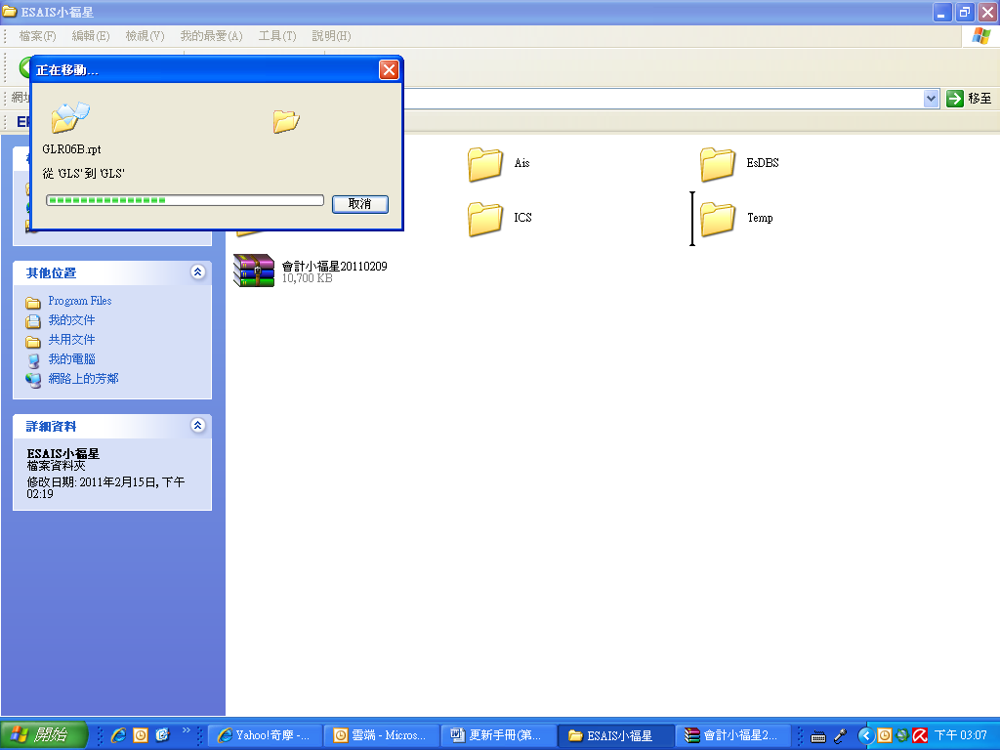 ESAIS小福星
檔案(F) 編輯(E) 檢視(V) 我的最愛(A) 工具(T) 說明(H)
正在移動...
移至
GLR06B.rpt
從 'GLS' 到 'GLS'
取消
Ais
EsDBS
ICS
Temp
會計小福星20110209
10,700 KB
其他位置
Program Files
我的文件
共用文件
我的電腦
網路上的芳鄰
詳細資料
ESAIS小福星
檔案資料夾
修改日期: 2011年2月15日, 下午
02:19
開始
Yahoo!奇摩 -...
雲端 - Micros...
更新手冊(第...
ESAIS小福星
會計小福星2...
下午 03:07